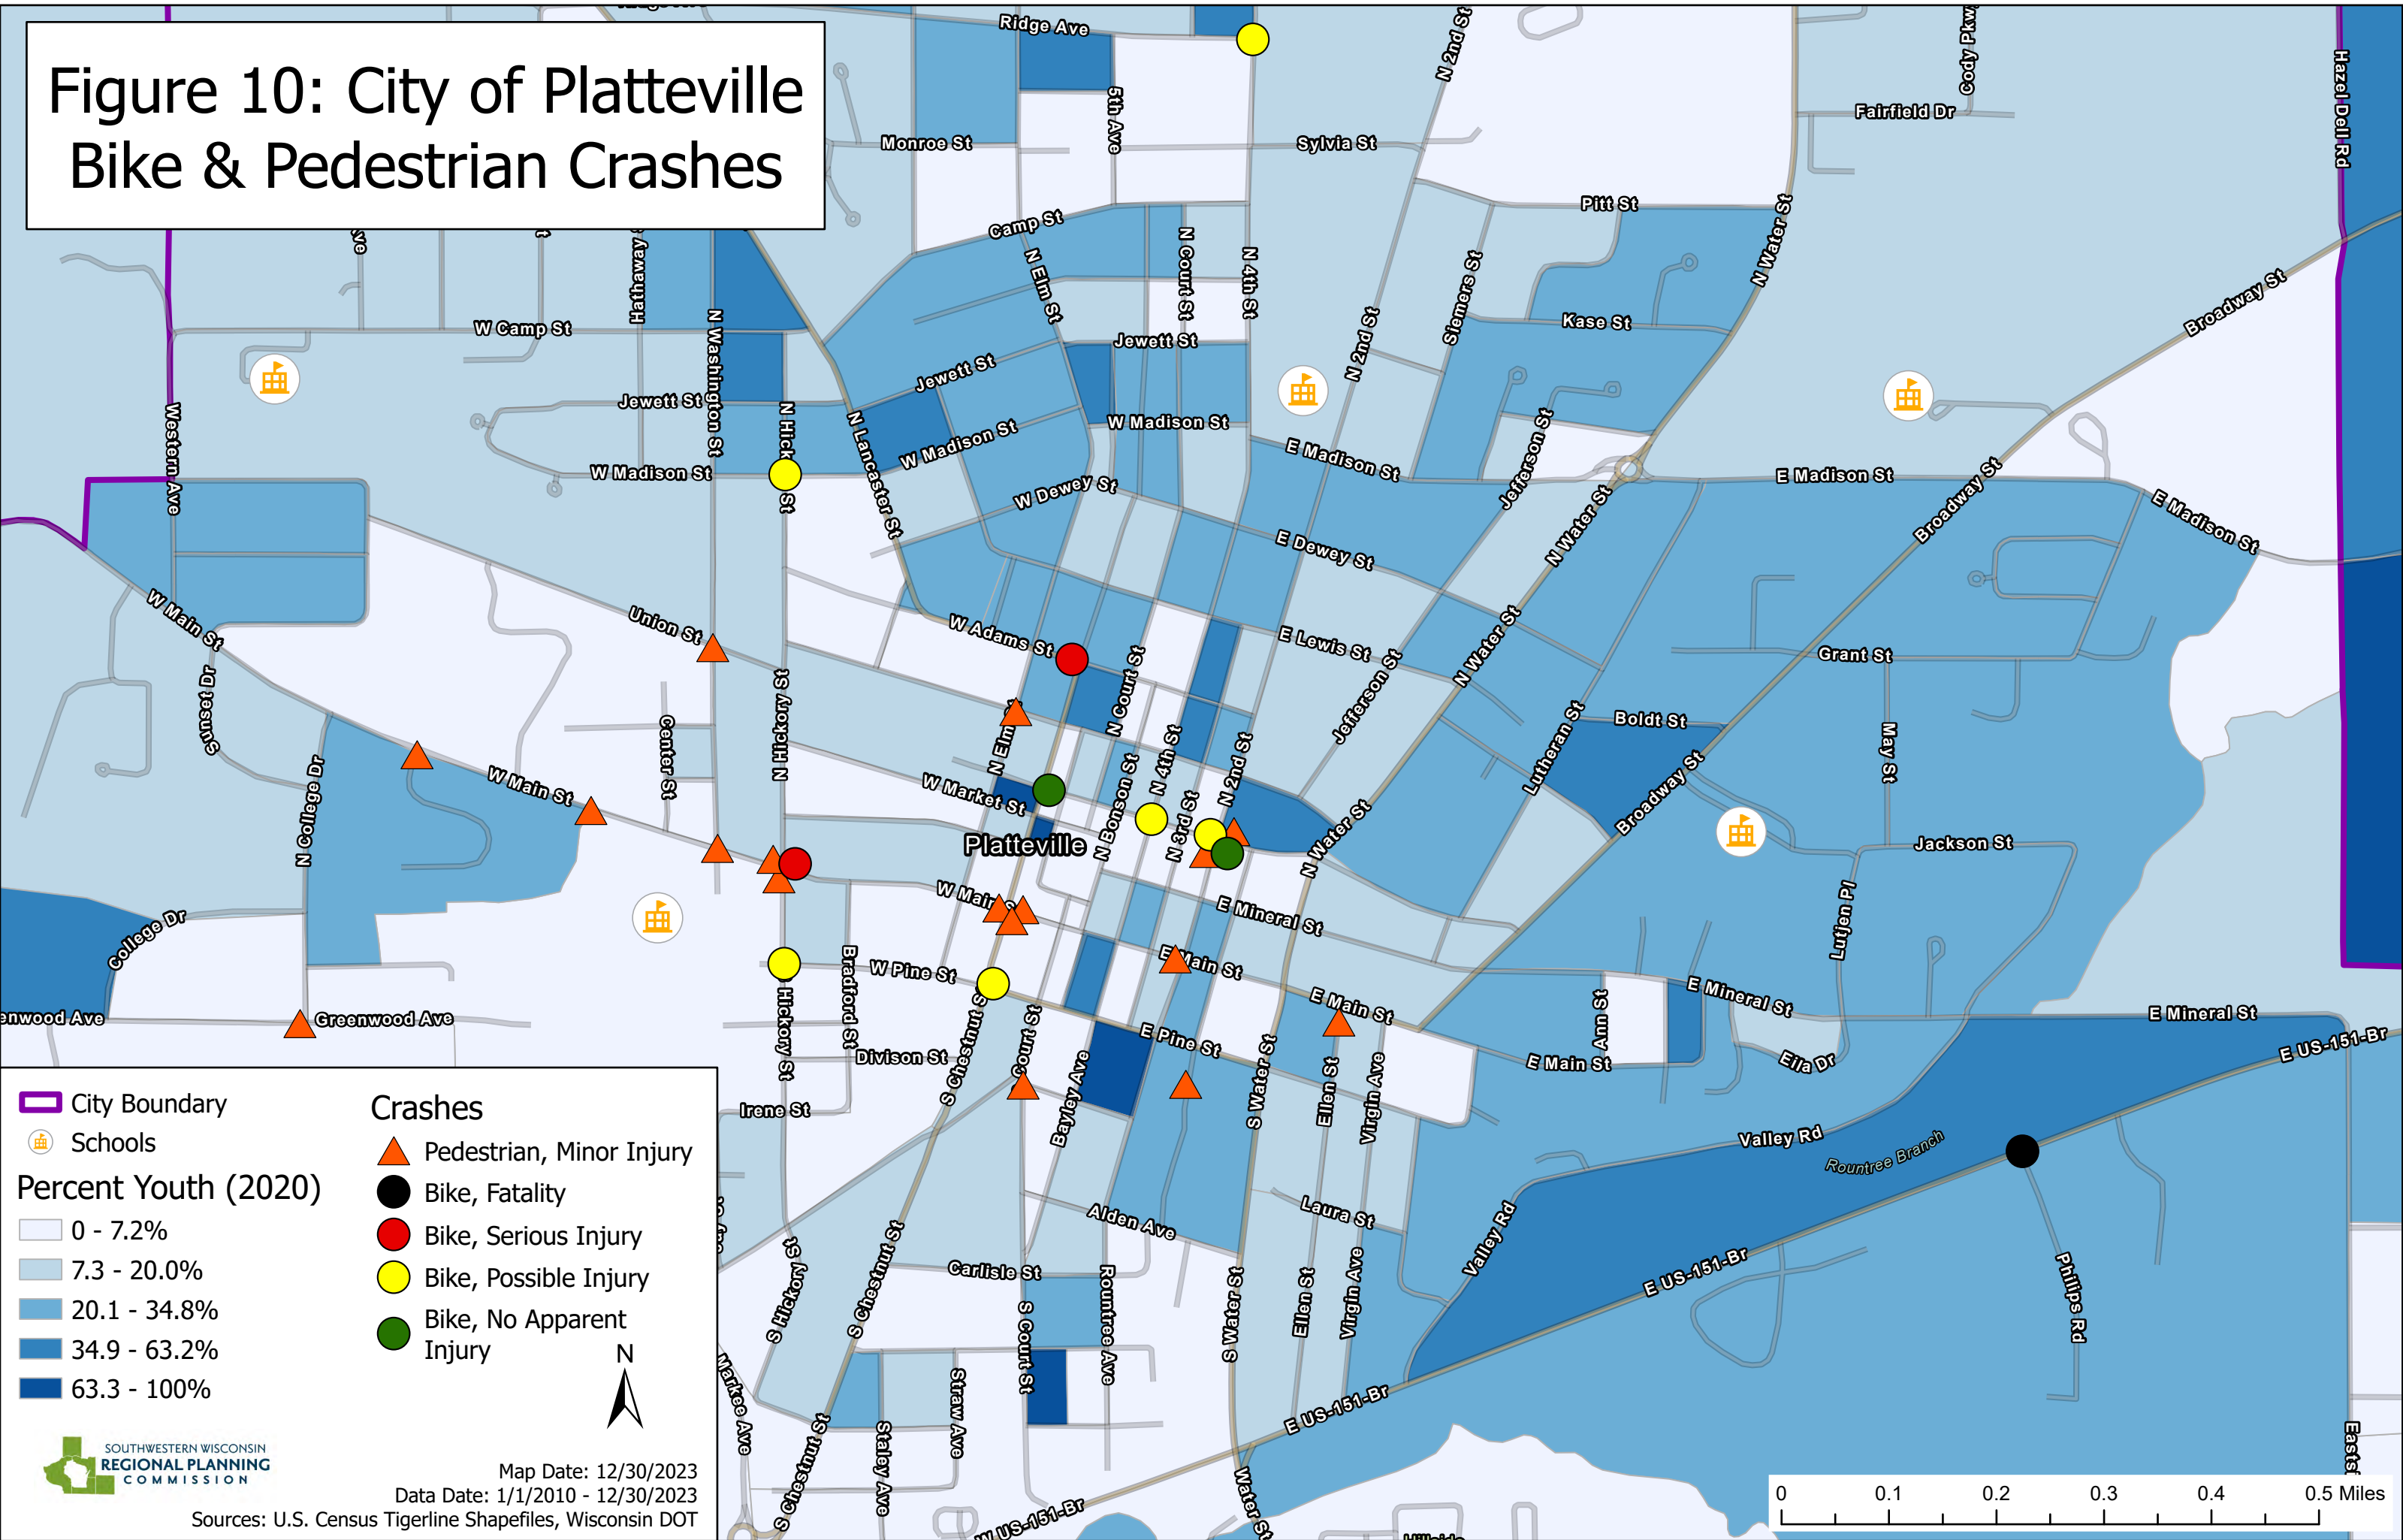 Figure 10: City of Platteville
Bike & Pedestrian Crashes
Ridge Ave
N 2nd St
Cody Pkwy
Hazel Dell Rd
5th Ave
Fairfield Dr
Monroe St
Sylvia St
Pitt St
Camp St
N Water St
Hathaway
N Elm St
N Court St
N 4th St
Siemers St
Broadway St
W Camp St
N Washington St
Kase St
N 2nd St
Jewett St
Jewett St
Jewett St
Western Ave
N Hick
St
N Lancaster St
W Madison St
W Madison St
W Madison St
E Madison St
Jefferson St
E Madison St
Broadway St
E Madison St
W Dewey St
N Water St
E Dewey St
W Main St
Union St
W Adams St
E Lewis St
N Water St
Grant St
Sunset Dr
N Court St
Jefferson St
N Hickory St
Center St
Boldt St
May St
N Elm
N 4th St
N 2nd St
Lutheran St
Broadway St
N College Dr
W Main St
W Market St
N Bonson St
N 3rd St
N Water St
Platteville
Jackson St
W Main S
E Mineral St
Lutjen Pl
College Dr
Bradford St
W Pine St
E Main St
E Main St
Ann St
E Mineral St
E Mineral St
enwood Ave
Greenwood Ave
Hickory St
Divison St
S Chestnut S
Court St
Bayley Ave
E Pine St
S Water St
Ellen St
Virgin Ave
E Main St
Eila Dr
E US-151-Br
Irene St
Valley Rd
Rountree Branch
Alden Ave
Laura St
Valley Rd
Carlisle St
S Hickory St
S Chestnut St
S Court St
Rountree Ave
S Water St
Ellen St
Virgin Ave
E US-151-Br
Philips Rd
Markee Ave
S Chestnut St
Staley Ave
Straw Ave
E US-151-Br
W US-151-Br
Water St
Eastsi
Hillside
City Boundary
Schools
Percent Youth (2020)
0 - 7.2%
7.3 - 20.0%
20.1 - 34.8%
34.9 - 63.2%
63.3 - 100%
Crashes
Pedestrian, Minor Injury
Bike, Fatality
Bike, Serious Injury
Bike, Possible Injury
Bike, No Apparent
Injury
N
SOUTHWESTERN WISCONSIN
REGIONAL PLANNING
COMMISSION
Map Date: 12/30/2023
Data Date: 1/1/2010 - 12/30/2023
Sources: U.S. Census Tigerline Shapefiles, Wisconsin DOT
0 0.1 0.2 0.3 0.4 0.5 Miles